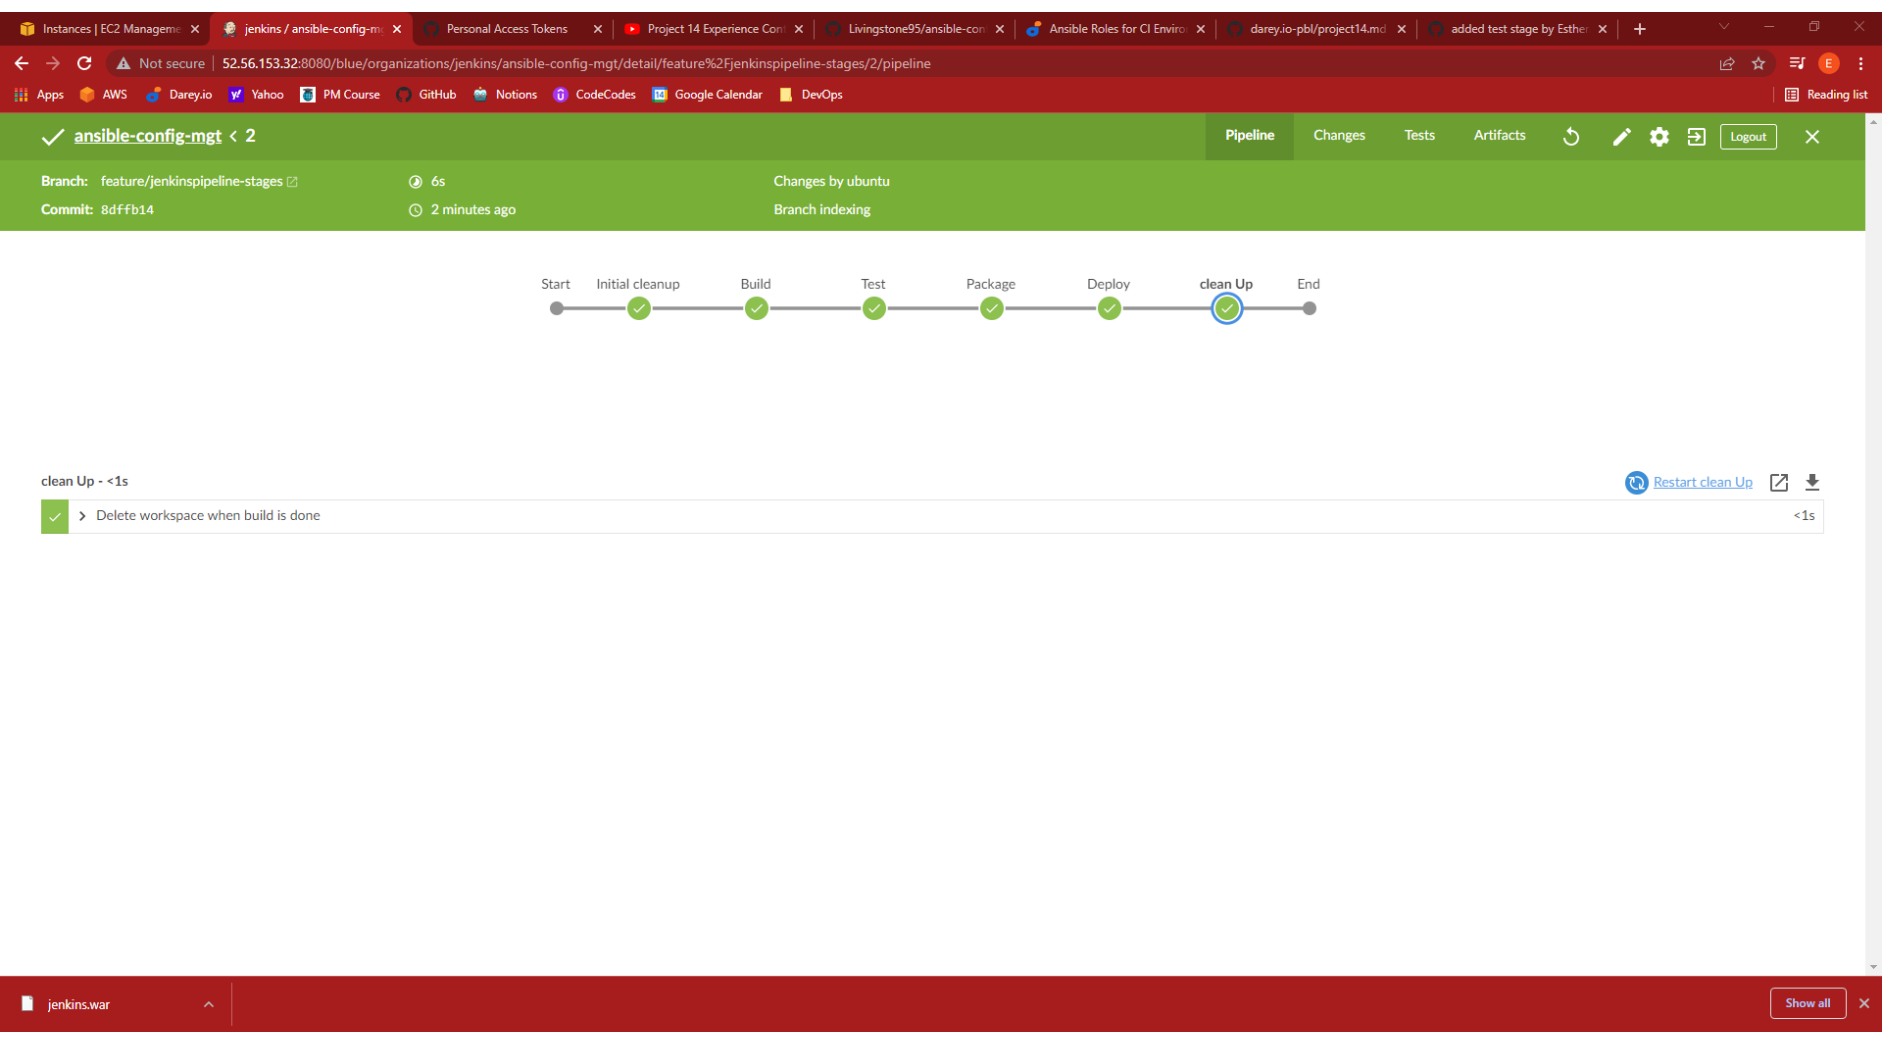 Instances | EC2 Manageme
jenkins / ansible-config-mg
Personal Access Tokens
Project 14 Experience Cont
Livingstone95/ansible-conf
Ansible Roles for CI Enviro
darey.io-pbl/project14.md
added test stage by Esther
Not secure | 52.56.153.32:8080/blue/organizations/jenkins/ansible-config-mgt/detail/feature%2Fjenkinspipeline-stages/2/pipeline
E
Apps AWS Darey.io Yahoo PM Course GitHub Notions CodeCodes Google Calendar DevOps Reading list
ansible-config-mgt < 2
Pipeline Changes Tests Artifacts Logout
Branch: feature/jenkinspipeline-stages 6s Changes by ubuntu
Commit: 8dffb14 2 minutes ago Branch indexing
Start Initial cleanup Build Test Package Deploy clean Up End
clean Up - <1s Restart clean Up
> Delete workspace when build is done <1s
jenkins.war Show all